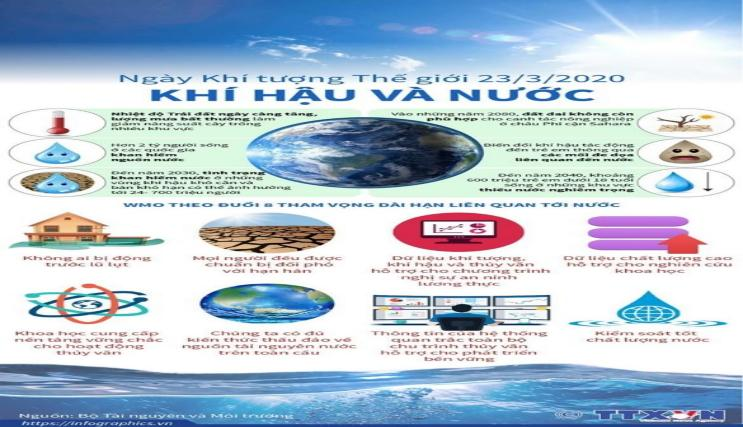 Ngày Khí tượng Thế giới 23/3/2020
KHÍ HẬU VÀ NƯỚC
Nhiệt độ Trái đất ngày càng tăng,
lượng mưa bất thường làm
giảm năng suất cây trồng
nhiều khu vực
Hơn 2 tỷ người sống
ở các quốc gia
khan hiếm
nguồn nước
Đến năm 2030, tình trạng
khan hiếm nước ở những
vùng khí hậu khô cằn và
bán khô hạn có thể ảnh hưởng
tới 24- 700 triệu người
Vào những năm 2080, đất đai không còn
phù hợp cho canh tác nông nghiệp
ở châu Phi cận Sahara
Biến đổi khí hậu tác động
đến trẻ em thông qua
các mối đe dọa
liên quan đến nước
Đến năm 2040, khoảng
600 triệu trẻ em dưới 18 tuổi
sống ở những khu vực
thiếu nước nghiêm trọng
WMO THEO ĐUỔI 8 THAM VỌNG DÀI HẠN LIÊN QUAN TỚI NƯỚC
Không ai bị động
trước lũ lụt
Mọi người đều được
chuẩn bị đối phó
với hạn hán
Dữ liệu khí tượng,
khí hậu và thủy văn
hỗ trợ cho chương trình
nghị sự an ninh
lương thực
Dữ liệu chất lượng cao
hỗ trợ cho nghiên cứu
khoa học
Khoa học cung cấp
nền tảng vững chắc
cho hoạt động
thủy văn
Chúng ta có đủ
kiến thức thấu đáo về
nguồn tài nguyên nước
trên toàn cầu
Thông tin của hệ thống
quan trắc toàn bộ
chu trình thủy văn
hỗ trợ cho phát triển
bền vững
Kiểm soát tốt
chất lượng nước
Nguồn: Bộ Tài nguyên và Môi trường
https://infographics.vn
© TTXVN
Vietnam News Agency